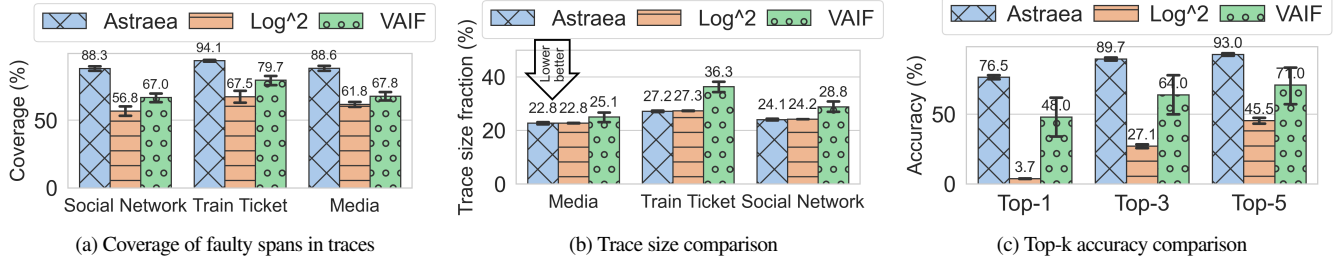 Astraea Log^2 VAIF
Coverage (%)
50
0
88.3 56.8 67.0 94.1 67.5 79.7 88.6 61.8 67.8
Social Network Train Ticket Media
(a) Coverage of faulty spans in traces
Astraea Log^2 VAIF
Trace size fraction (%)
40
20
0
Lower
better
22.8 22.8 25.1 27.2 27.3 36.3 24.1 24.2 28.8
Media Train Ticket Social Network
(b) Trace size comparison
Astraea Log^2 VAIF
Accuracy (%)
50
0
76.5 3.7 48.0 89.7 27.1 64.0 93.0 45.5 71.0
Top-1 Top-3 Top-5
(c) Top-k accuracy comparison